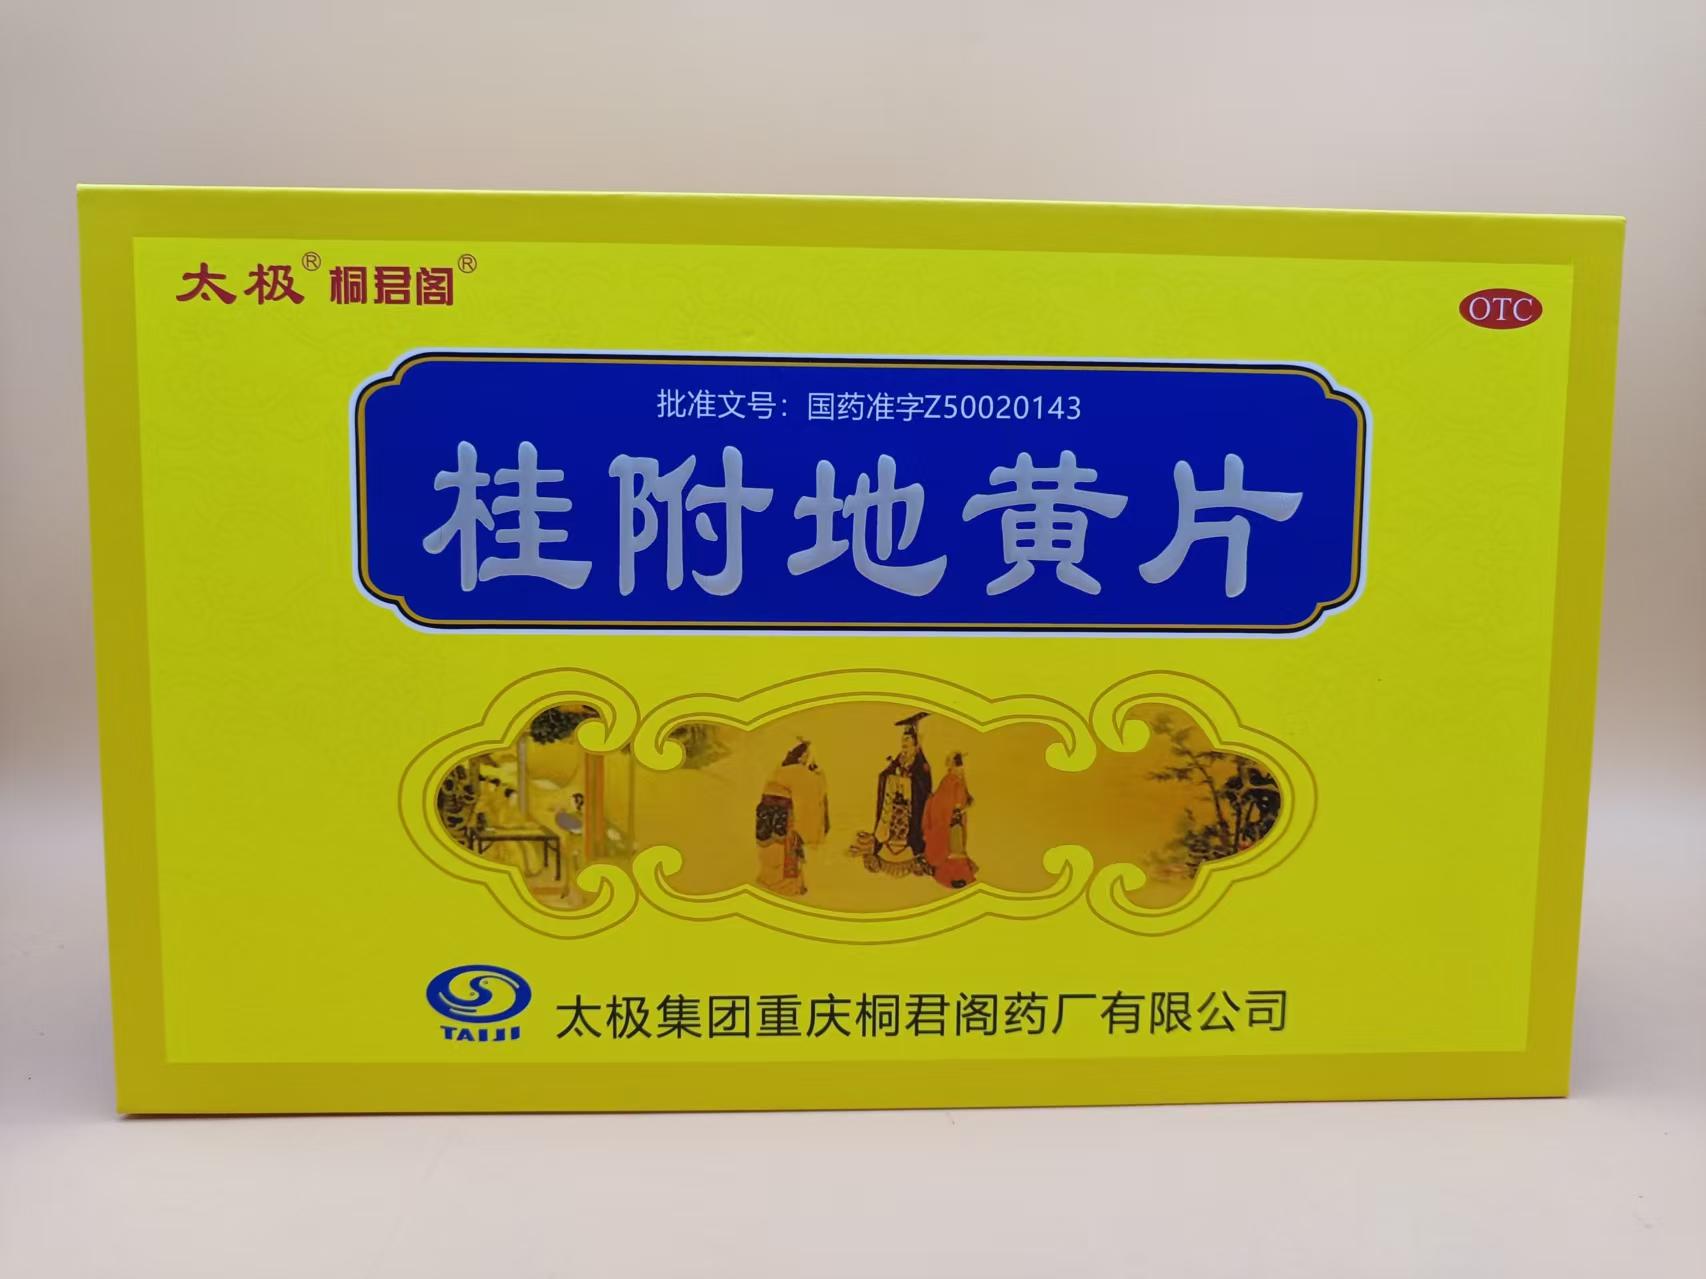 太极® 桐君阁®
OTC
批准文号：国药准字Z50020143
桂附地黄片
TAIJI
太极集团重庆桐君阁药厂有限公司